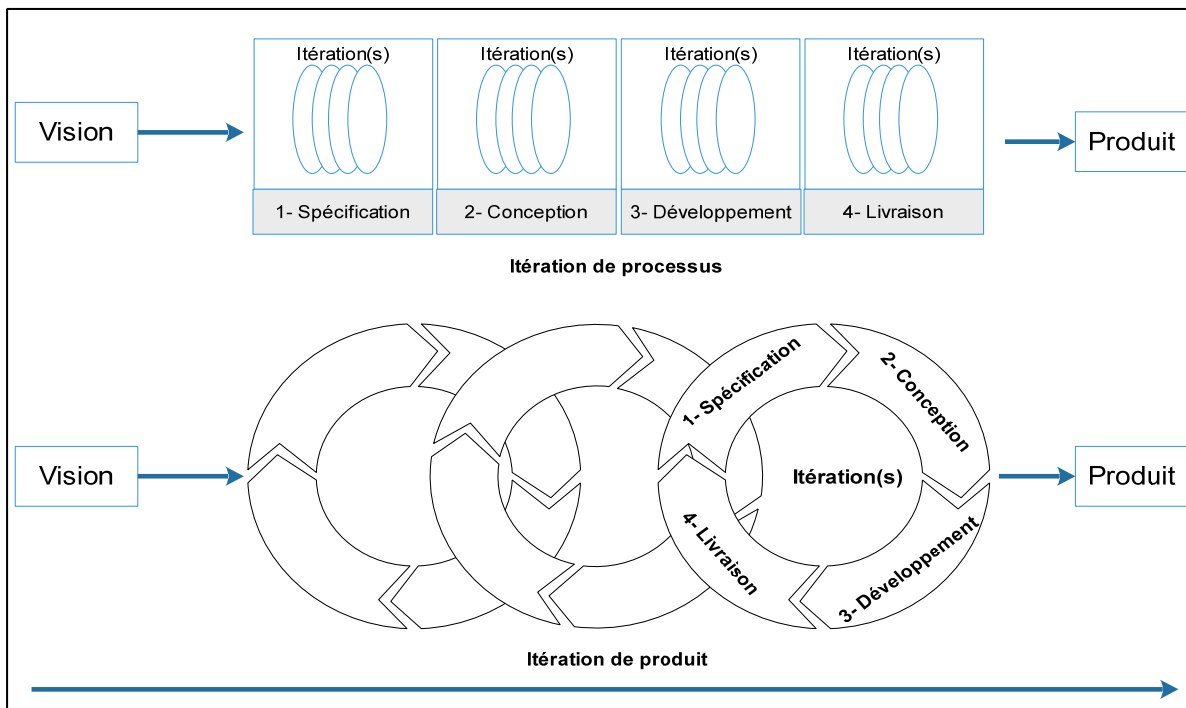 Itération(s)
Itération(s)
Itération(s)
Itération(s)
Vision
Produit
1- Spécification
2- Conception
3- Développement
4- Livraison
Itération de processus
1- Spécification
2- Conception
Vision
Itération(s)
Produit
4- Livraison
3- Développement
Itération de produit